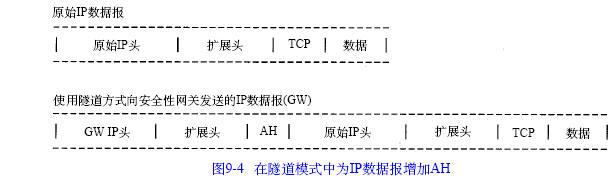 原始IP数据报
| 原始IP头 | 扩展头 | TCP | 数据 |
使用隧道方式向安全性网关发送的IP数据报(GW)
| GW IP头 | 扩展头 | AH | 原始IP头 | 扩展头 | TCP | 数据 |
图9-4 在隧道模式中为IP数据报增加AH